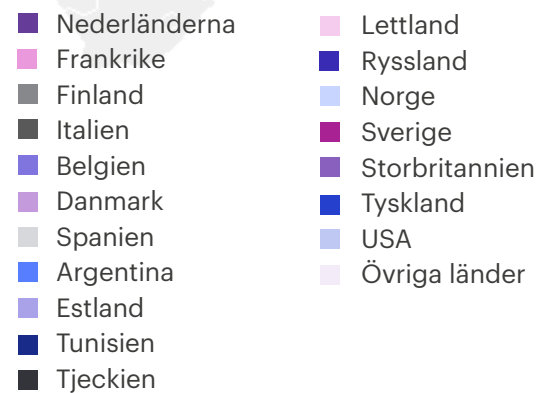 Nederländerna
Frankrike
Finland
Italien
Belgien
Danmark
Spanien
Argentina
Estland
Tunisien
Tjeckien
Lettland
Ryssland
Norge
Sverige
Storbritannien
Tyskland
USA
Övriga länder